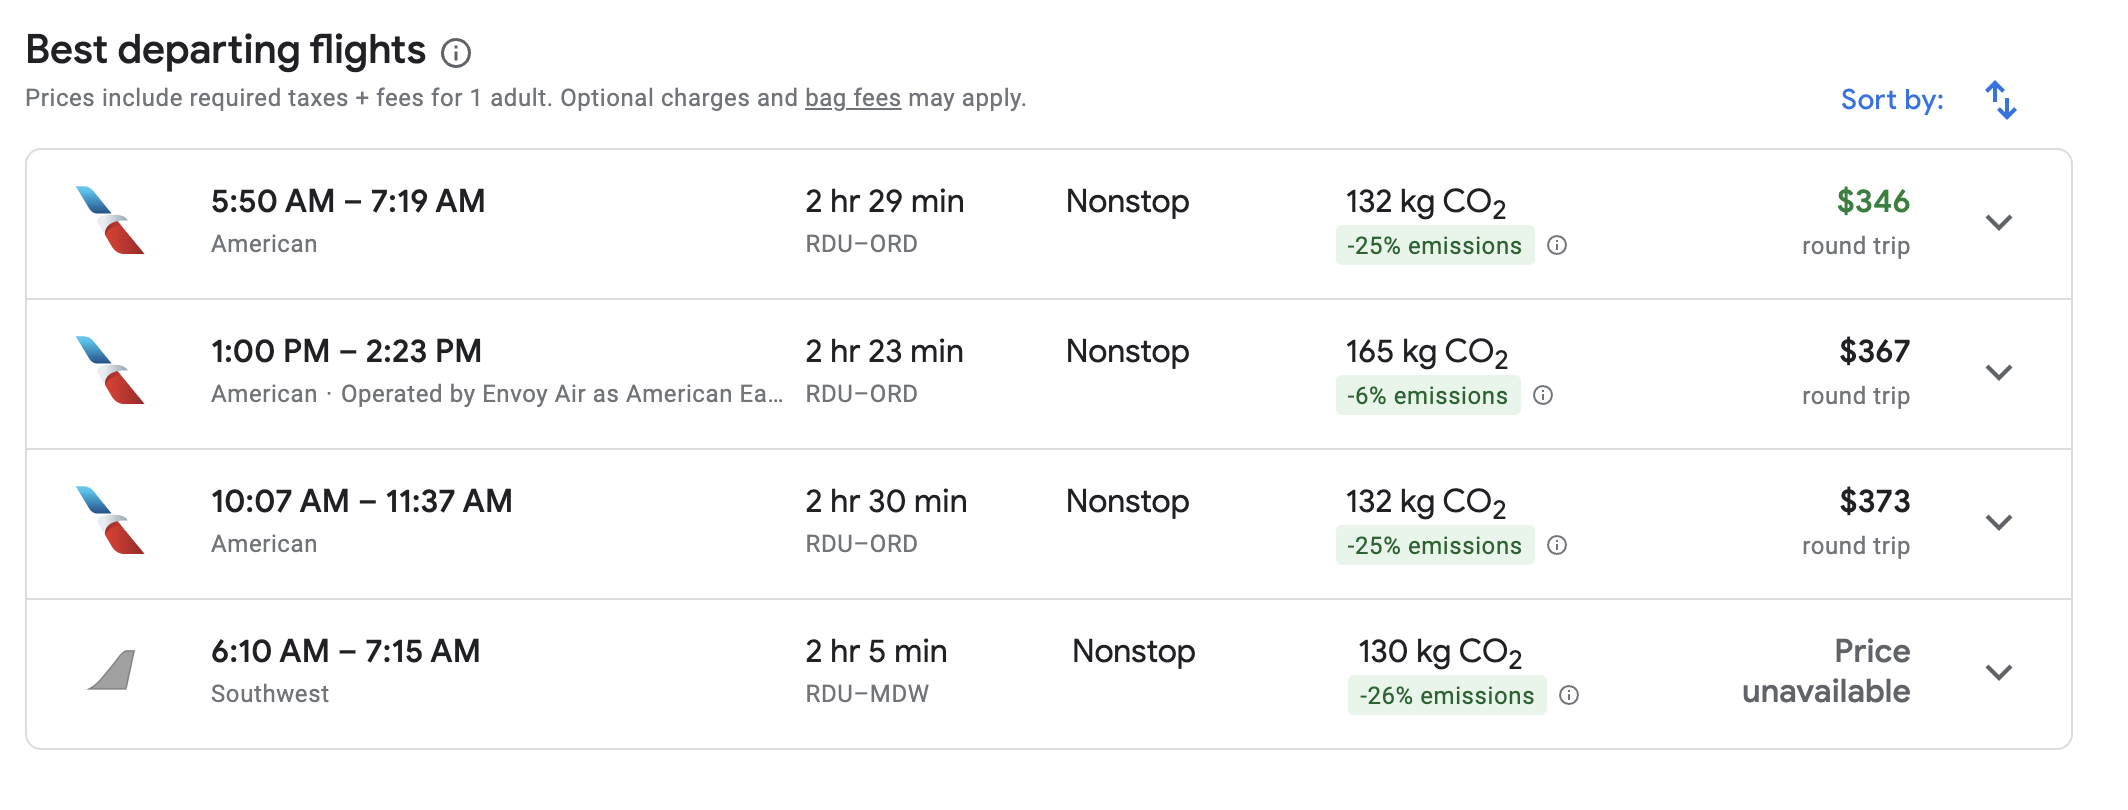 Best departing flights
Prices include required taxes + fees for 1 adult. Optional charges and bag fees may apply.
Sort by:
5:50 AM – 7:19 AM 2 hr 29 min Nonstop 132 kg CO2 $346
American RDU–ORD -25% emissions round trip
1:00 PM – 2:23 PM 2 hr 23 min Nonstop 165 kg CO2 $367
American · Operated by Envoy Air as American Ea... RDU–ORD -6% emissions round trip
10:07 AM – 11:37 AM 2 hr 30 min Nonstop 132 kg CO2 $373
American RDU–ORD -25% emissions round trip
6:10 AM – 7:15 AM 2 hr 5 min Nonstop 130 kg CO2 Price
Southwest RDU–MDW -26% emissions unavailable